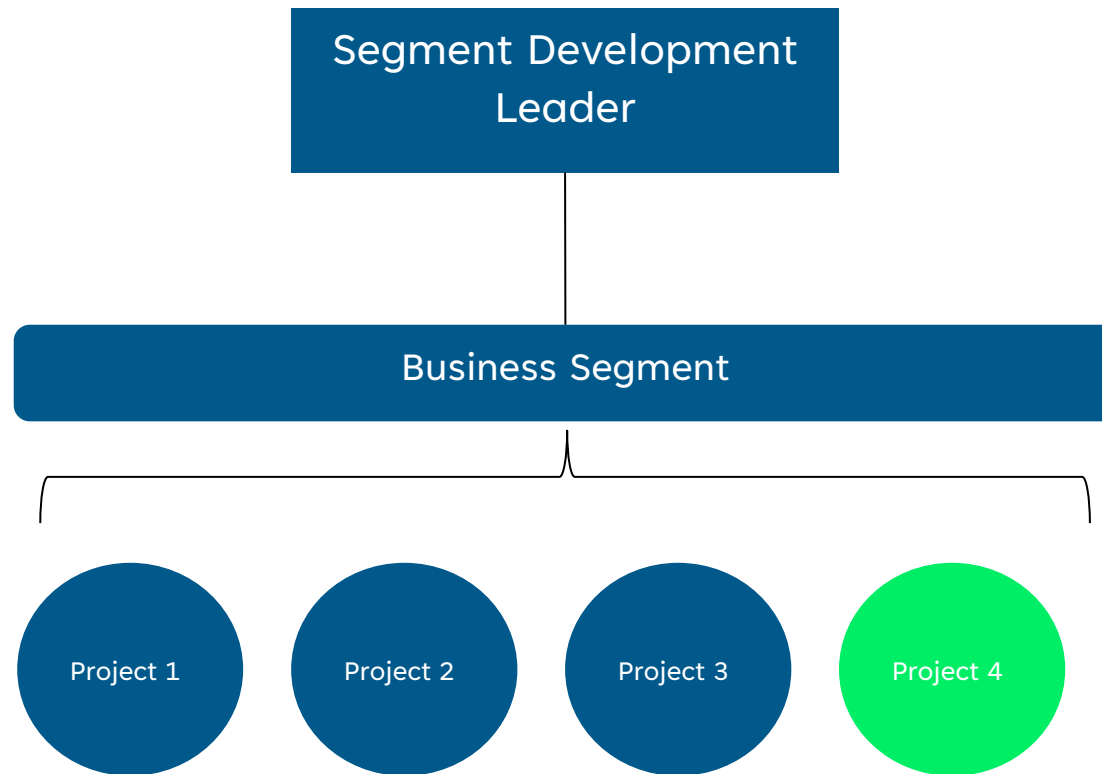 Segment Development
Leader
Business Segment
Project 1
Project 2
Project 3
Project 4